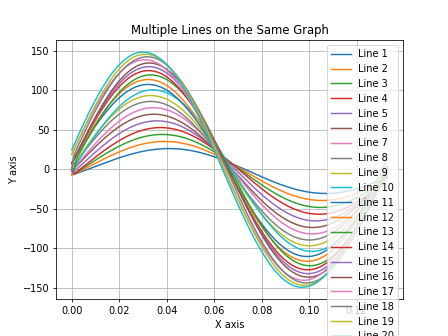 Multiple Lines on the Same Graph
Y axis
150
100
50
0
−50
−100
−150
0.00
0.02
0.04
0.06
0.08
0.10
X axis
Line 1
Line 2
Line 3
Line 4
Line 5
Line 6
Line 7
Line 8
Line 9
Line 10
Line 11
Line 12
Line 13
Line 14
Line 15
Line 16
Line 17
Line 18
Line 19
Line 20